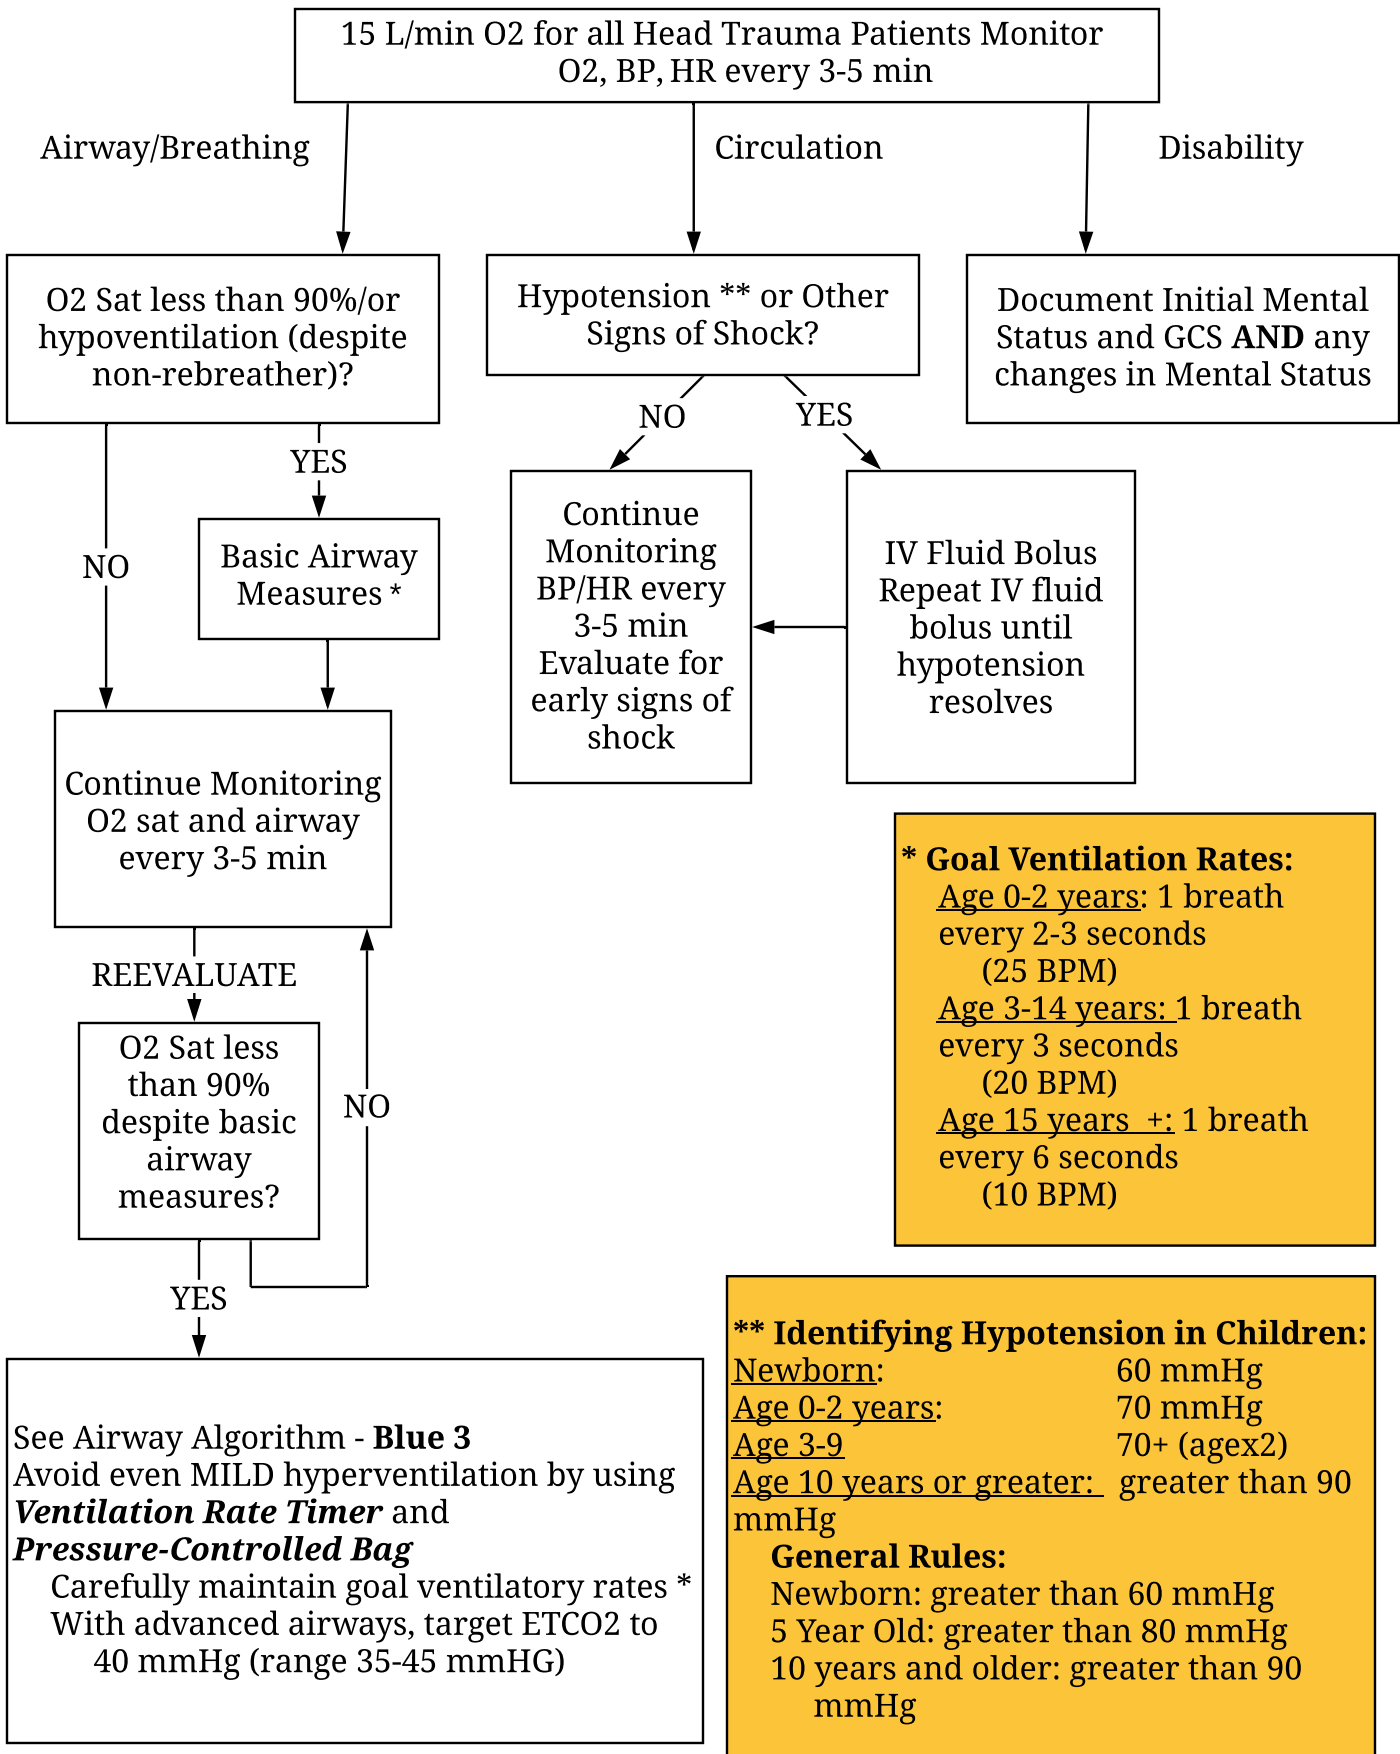 15 L/min O2 for all Head Trauma Patients Monitor
O2, BP, HR every 3-5 min
Airway/Breathing
Circulation
Disability
O2 Sat less than 90%/or
hypoventilation (despite
non-rebreather)?
Hypotension ** or Other
Signs of Shock?
Document Initial Mental
Status and GCS AND any
changes in Mental Status
NO
YES
NO
YES
Basic Airway
Measures *
Continue
Monitoring
BP/HR every
3-5 min
Evaluate for
early signs of
shock
IV Fluid Bolus
Repeat IV fluid
bolus until
hypotension
resolves
Continue Monitoring
O2 sat and airway
every 3-5 min
REEVALUATE
O2 Sat less
than 90%
despite basic
airway
measures?
NO
YES
See Airway Algorithm - Blue 3
Avoid even MILD hyperventilation by using
Ventilation Rate Timer and
Pressure-Controlled Bag
Carefully maintain goal ventilatory rates *
With advanced airways, target ETCO2 to
40 mmHg (range 35-45 mmHG)
* Goal Ventilation Rates:
Age 0-2 years: 1 breath
every 2-3 seconds
(25 BPM)
Age 3-14 years: 1 breath
every 3 seconds
(20 BPM)
Age 15 years +: 1 breath
every 6 seconds
(10 BPM)
** Identifying Hypotension in Children:
Newborn: 60 mmHg
Age 0-2 years: 70 mmHg
Age 3-9 70+ (agex2)
Age 10 years or greater: greater than 90
mmHg
General Rules:
Newborn: greater than 60 mmHg
5 Year Old: greater than 80 mmHg
10 years and older: greater than 90
mmHg